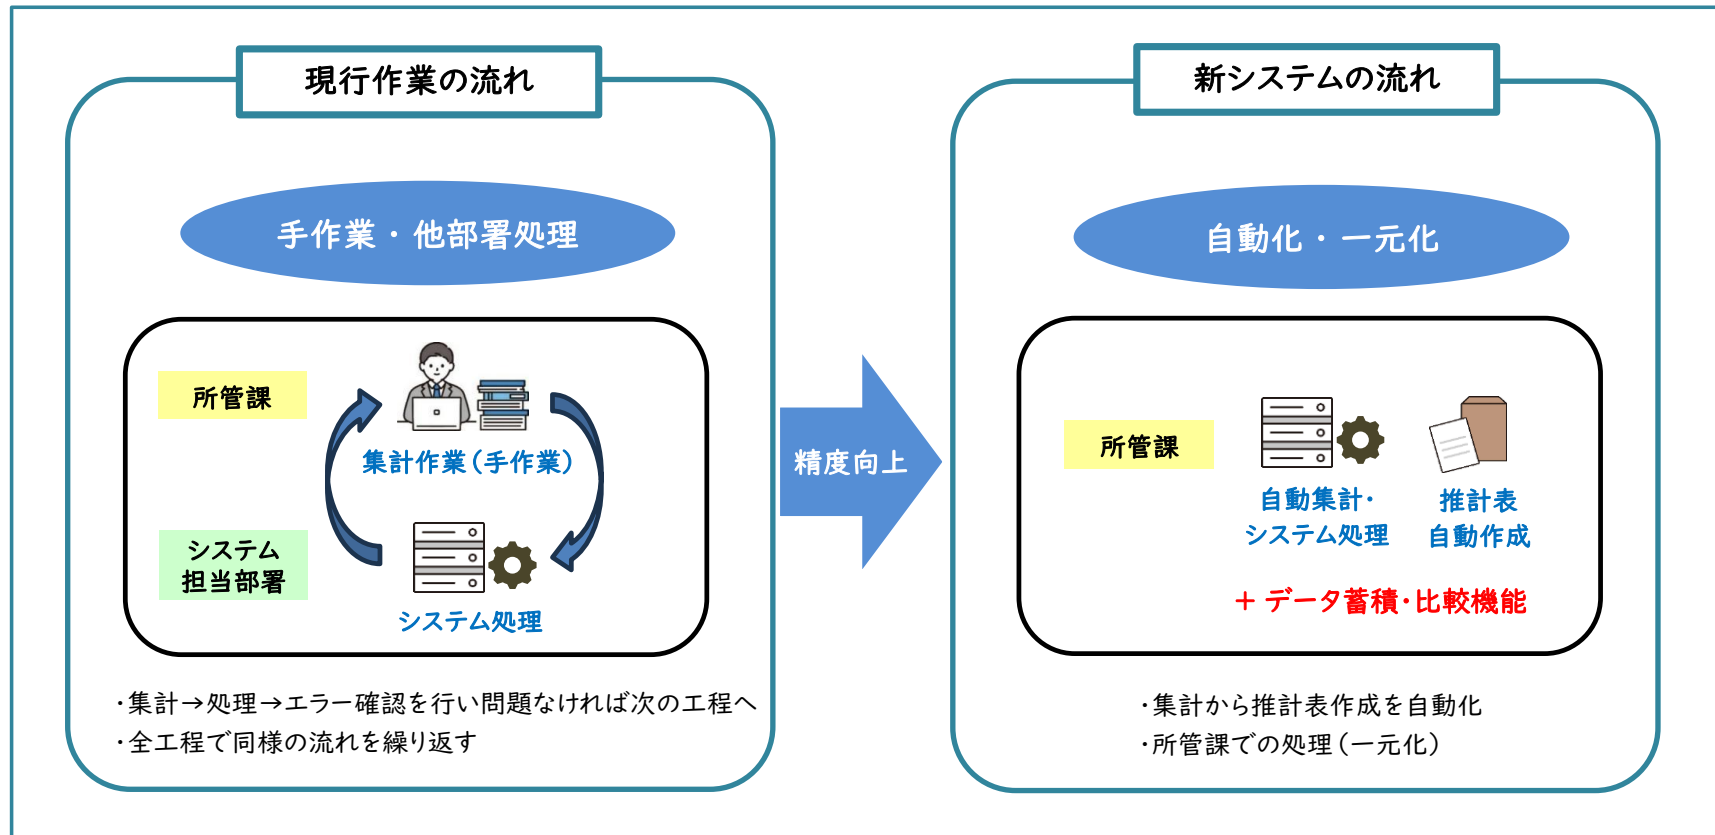 現行作業の流れ
手作業・他部署処理
所管課
集計作業(手作業)
システム
担当部署
システム処理
・集計→処理→エラー確認を行い問題なければ次の工程へ
・全工程で同様の流れを繰り返す
精度向上
新システムの流れ
自動化・一元化
所管課
自動集計・
システム処理
推計表
自動作成
+ データ蓄積・比較機能
・集計から推計表作成を自動化
・所管課での処理(一元化)